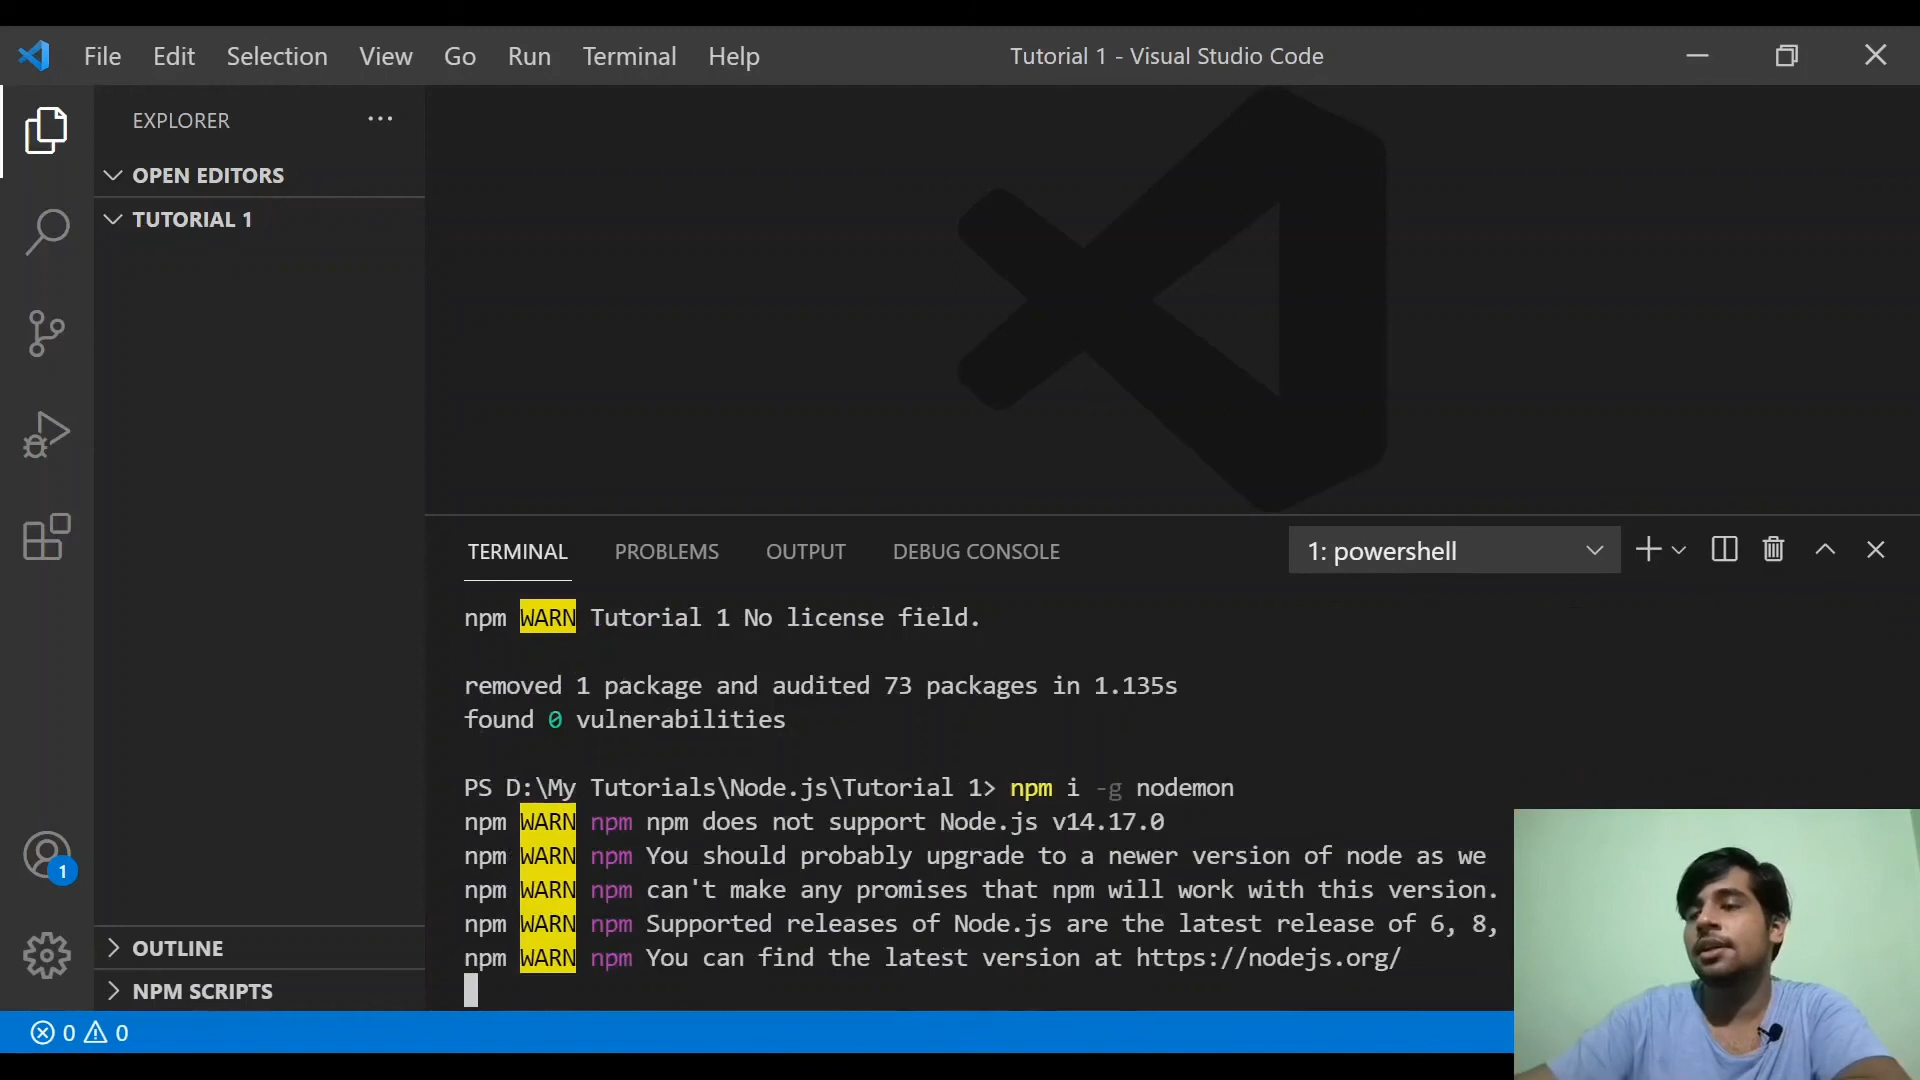 File Edit Selection View Go Run Terminal Help Tutorial 1 - Visual Studio Code
EXPLORER
OPEN EDITORS
TUTORIAL 1
TERMINAL PROBLEMS OUTPUT DEBUG CONSOLE 1: powershell
npm WARN Tutorial 1 No license field.
removed 1 package and audited 73 packages in 1.135s
found 0 vulnerabilities
PS D:\My Tutorials\Node.js\Tutorial 1> npm i -g nodemon
npm WARN npm npm does not support Node.js v14.17.0
npm WARN npm You should probably upgrade to a newer version of node as we
npm WARN npm can't make any promises that npm will work with this version.
npm WARN npm Supported releases of Node.js are the latest release of 6, 8,
npm WARN npm You can find the latest version at https://nodejs.org/
1
OUTLINE
NPM SCRIPTS
0 0